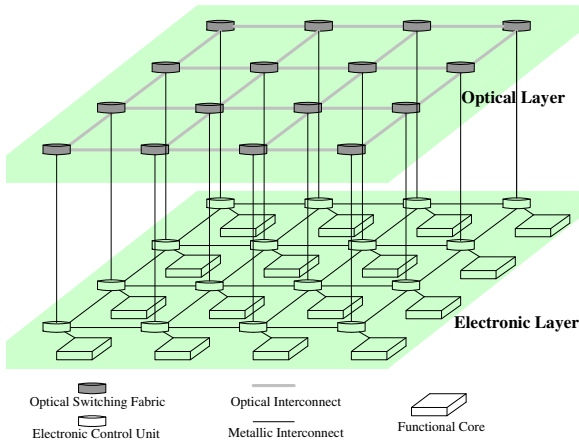 Optical Layer
Electronic Layer
Optical Switching Fabric
Optical Interconnect
Functional Core
Electronic Control Unit
Metallic Interconnect